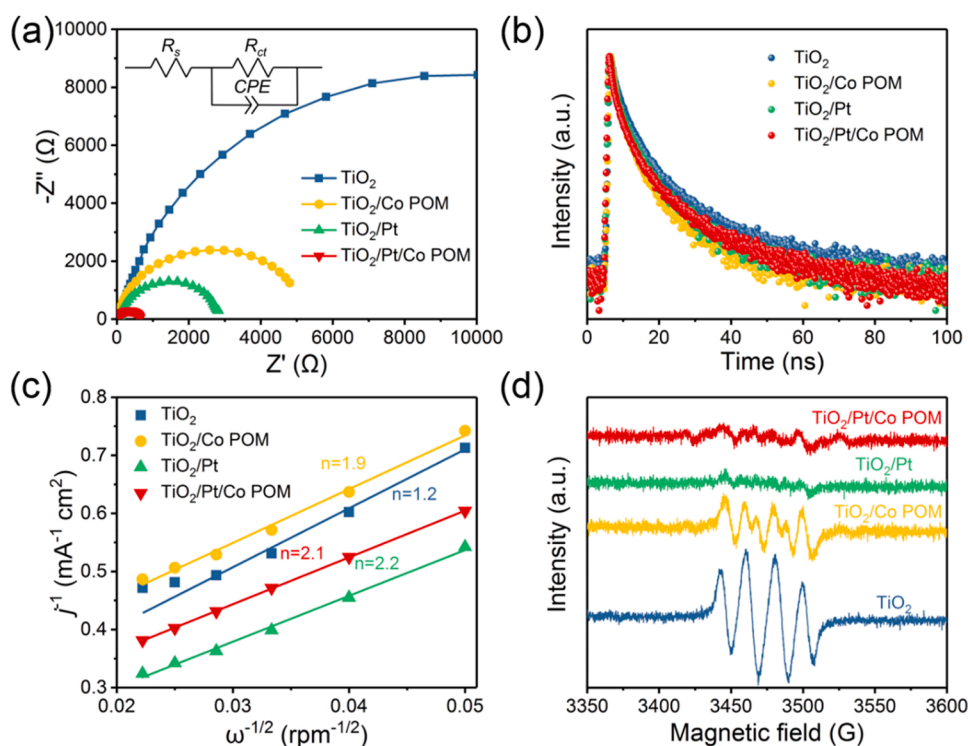 (a)
10000
8000
6000
4000
2000
0
-Z'' (Ω)
Rs
Rct
CPE
TiO2
TiO2/Co POM
TiO2/Pt
TiO2/Pt/Co POM
0 2000 4000 6000 8000 10000
Z' (Ω)
(b)
Intensity (a.u.)
TiO2
TiO2/Co POM
TiO2/Pt
TiO2/Pt/Co POM
0 20 40 60 80 100
Time (ns)
(c)
0.8
0.7
0.6
0.5
0.4
0.3
j-1 (mA-1 cm2)
TiO2
TiO2/Co POM
TiO2/Pt
TiO2/Pt/Co POM
n=1.9
n=1.2
n=2.1
n=2.2
0.02 0.03 0.04 0.05
ω-1/2 (rpm-1/2)
(d)
Intensity (a.u.)
TiO2/Pt/Co POM
TiO2/Pt
TiO2/Co POM
TiO2
3350 3400 3450 3500 3550 3600
Magnetic field (G)